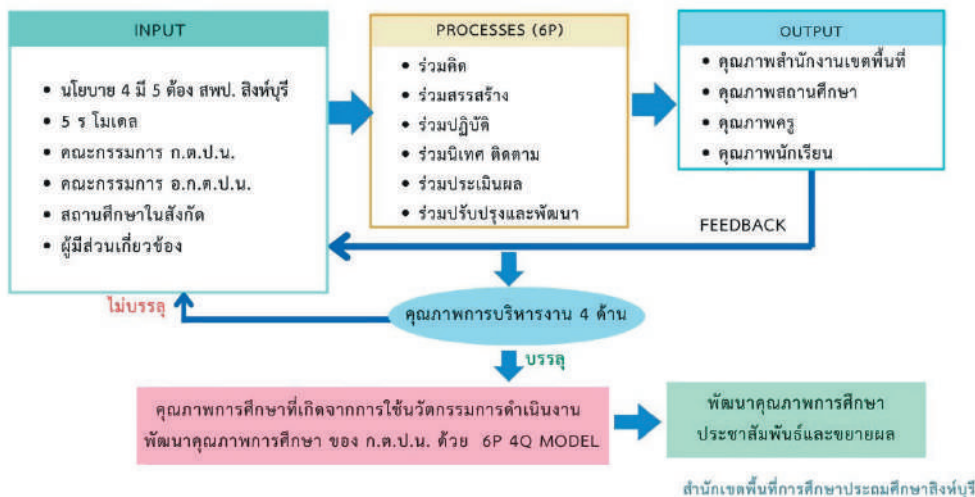 INPUT
• นโยบาย 4 มี 5 ต้อง สพป. สิงห์บุรี
• 5 ร โมเดล
• คณะกรรมการ ก.ต.ป.น.
• คณะกรรมการ อ.ก.ต.ป.น.
• สถานศึกษาในสังกัด
• ผู้มีส่วนเกี่ยวข้อง
PROCESSES (6P)
• ร่วมคิด
• ร่วมสรรสร้าง
• ร่วมปฏิบัติ
• ร่วมนิเทศ ติดตาม
• ร่วมประเมินผล
• ร่วมปรับปรุงและพัฒนา
OUTPUT
• คุณภาพสำนักงานเขตพื้นที่
• คุณภาพสถานศึกษา
• คุณภาพครู
• คุณภาพนักเรียน
FEEDBACK
ไม่บรรลุ
คุณภาพการบริหารงาน 4 ด้าน
บรรลุ
คุณภาพการศึกษาที่เกิดจากการใช้นวัตกรรมการดำเนินงาน
พัฒนาคุณภาพการศึกษา ของ ก.ต.ป.น. ด้วย 6P 4Q MODEL
พัฒนาคุณภาพการศึกษา
ประชาสัมพันธ์และขยายผล
สำนักเขตพื้นที่การศึกษาประถมศึกษาสิงห์บุรี